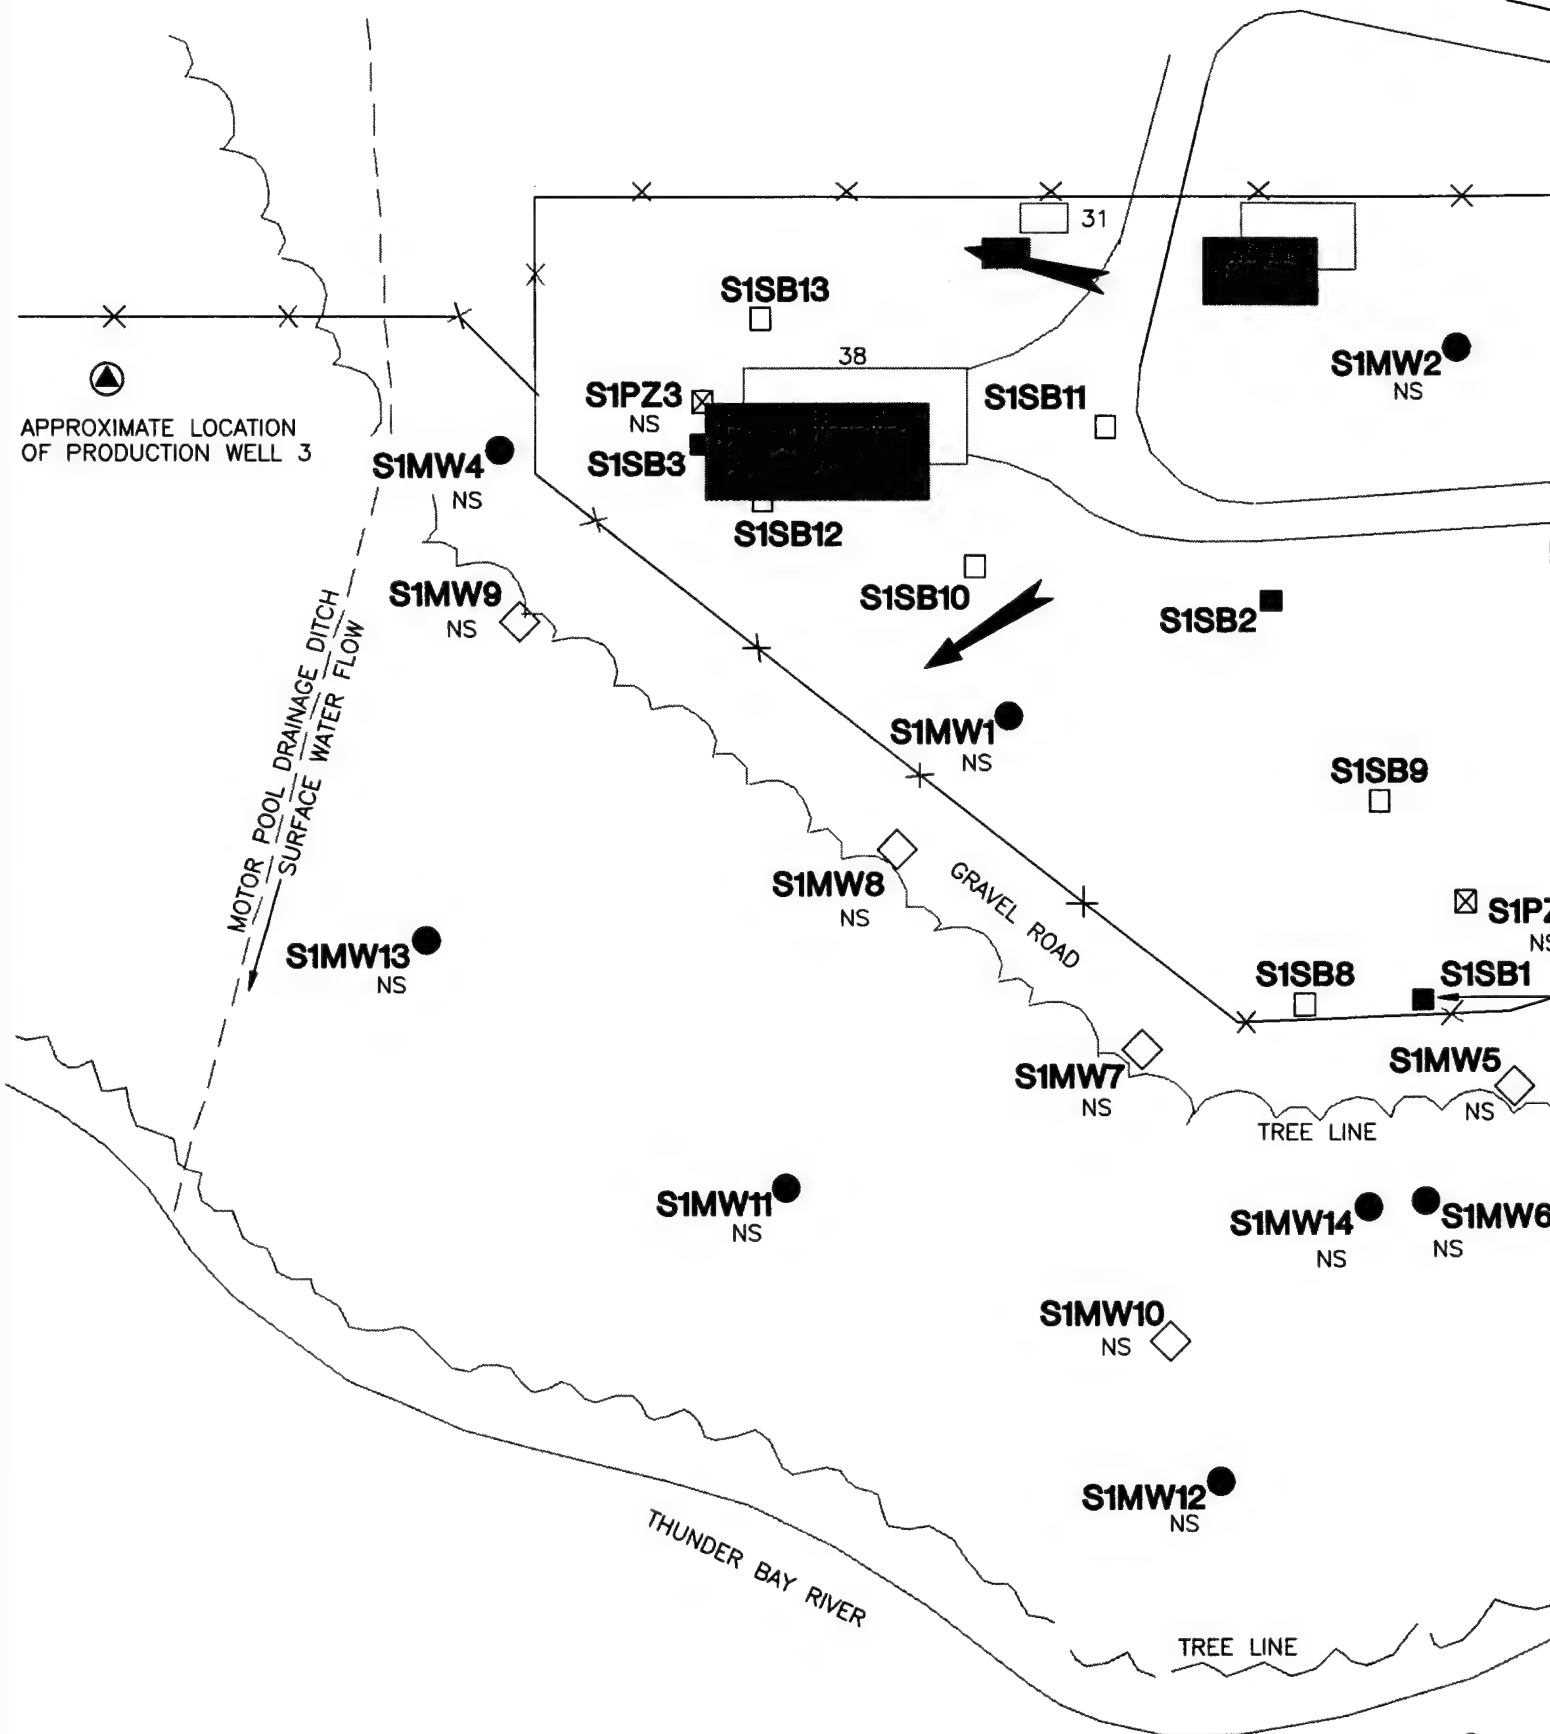 31
S1SB13
38
S1MW2
NS
S1PZ3
NS
S1SB11
APPROXIMATE LOCATION
OF PRODUCTION WELL 3
S1MW4
NS
S1SB3
S1SB12
S1MW9
NS
S1SB10
S1SB2
MOTOR POOL DRAINAGE DITCH
SURFACE WATER FLOW
S1MW1
NS
S1SB9
S1MW8
NS
GRAVEL ROAD
S1PZ
NS
S1MW13
NS
S1SB8
S1SB1
S1MW7
NS
S1MW5
NS
TREE LINE
S1MW11
NS
S1MW14
NS
S1MW6
NS
S1MW10
NS
S1MW12
NS
THUNDER BAY RIVER
TREE LINE